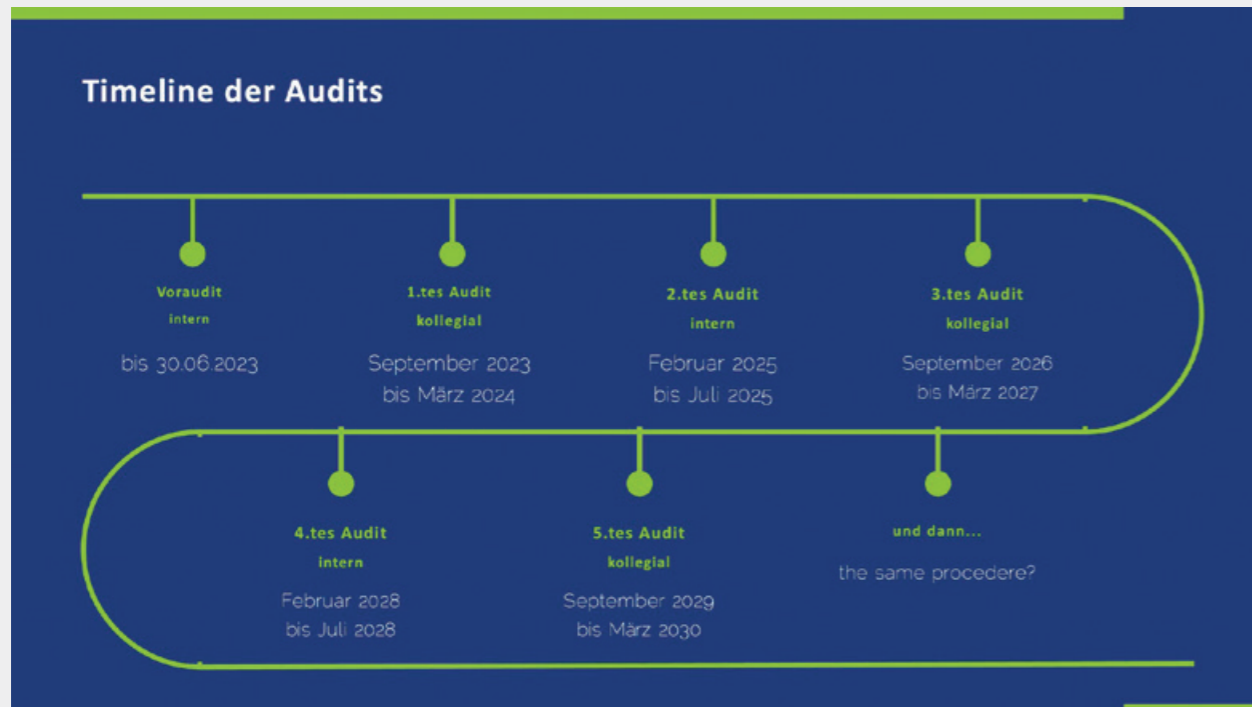 Timeline der Audits
Voraudit
intern
bis 30.06.2023
1.tes Audit
kollegial
September 2023
bis März 2024
2.tes Audit
intern
Februar 2025
bis Juli 2025
3.tes Audit
kollegial
September 2026
bis März 2027
4.tes Audit
intern
Februar 2028
bis Juli 2028
5.tes Audit
kollegial
September 2029
bis März 2030
und dann...
the same procedere?